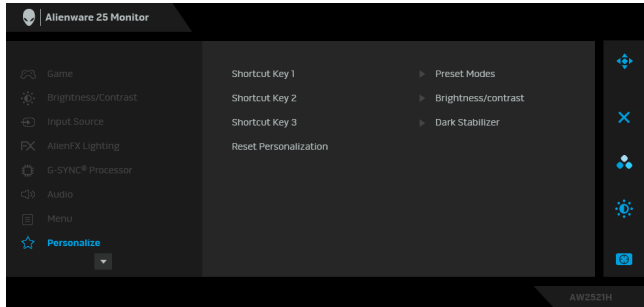 Alienware 25 Monitor
Game
Brightness/Contrast
Input Source
AlienFX Lighting
G-SYNC® Processor
Audio
Menu
Personalize
Shortcut Key 1 Preset Modes
Shortcut Key 2 Brightness/contrast
Shortcut Key 3 Dark Stabilizer
Reset Personalization
AW2521H